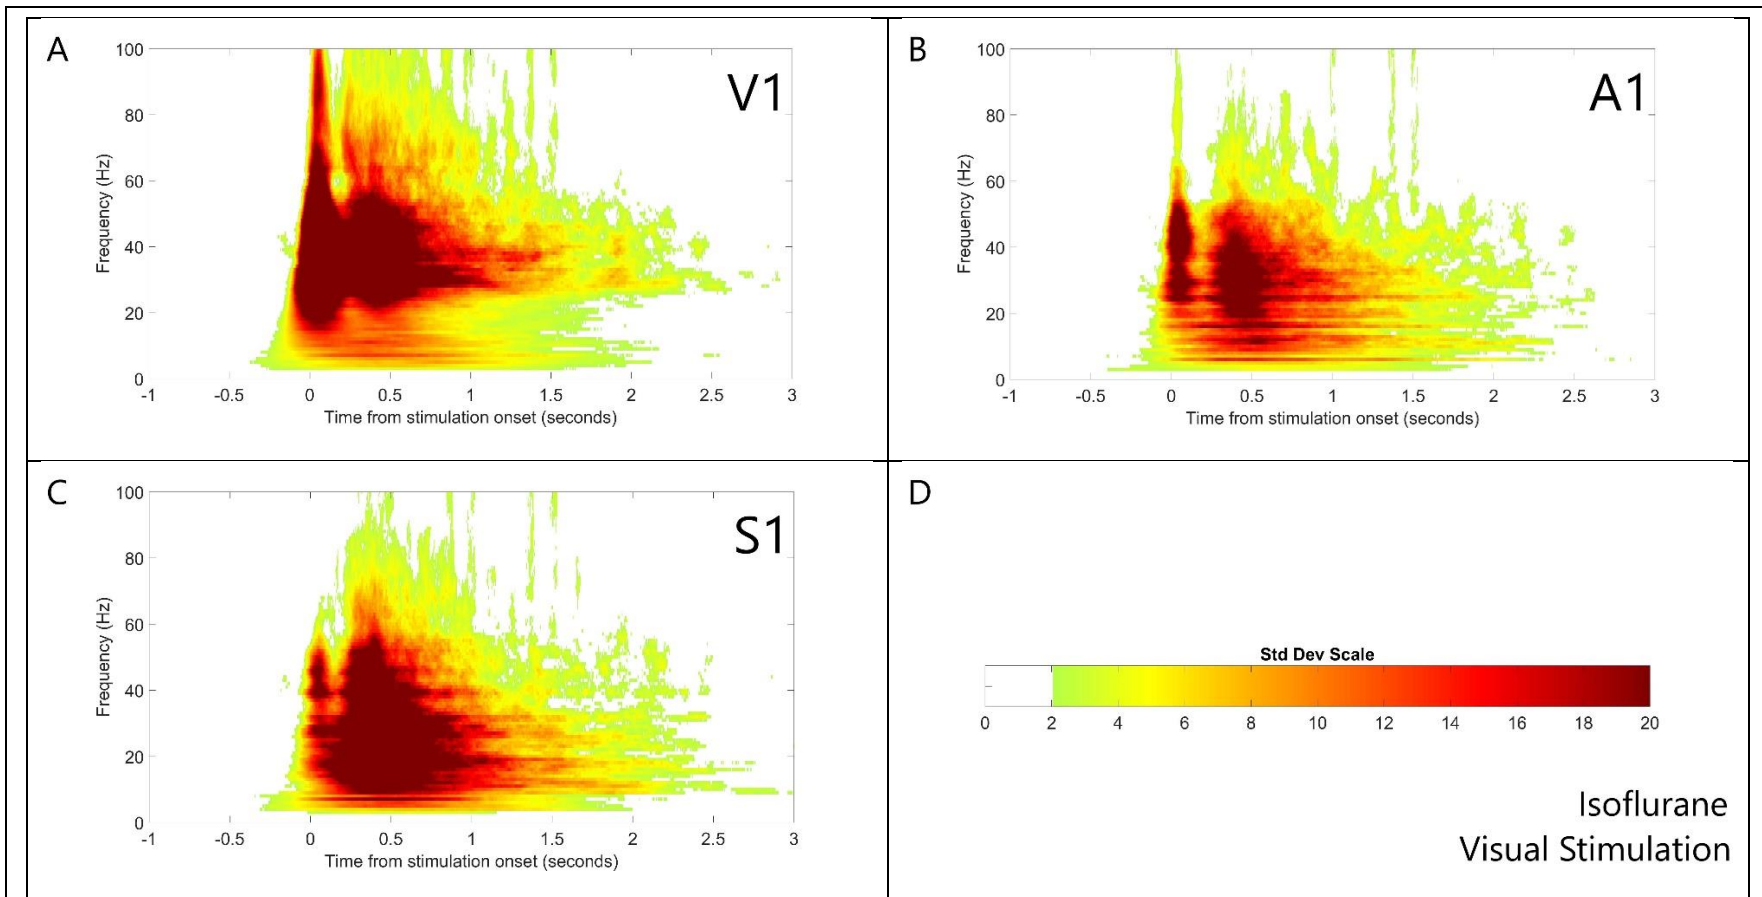 A
V1
100
80
60
40
20
0
Frequency (Hz)
-1 -0.5 0 0.5 1 1.5 2 2.5 3
Time from stimulation onset (seconds)
B
A1
100
80
60
40
20
0
Frequency (Hz)
-1 -0.5 0 0.5 1 1.5 2 2.5 3
Time from stimulation onset (seconds)
C
S1
100
80
60
40
20
0
Frequency (Hz)
-1 -0.5 0 0.5 1 1.5 2 2.5 3
Time from stimulation onset (seconds)
D
Std Dev Scale
0 2 4 6 8 10 12 14 16 18 20
Isoflurane
Visual Stimulation